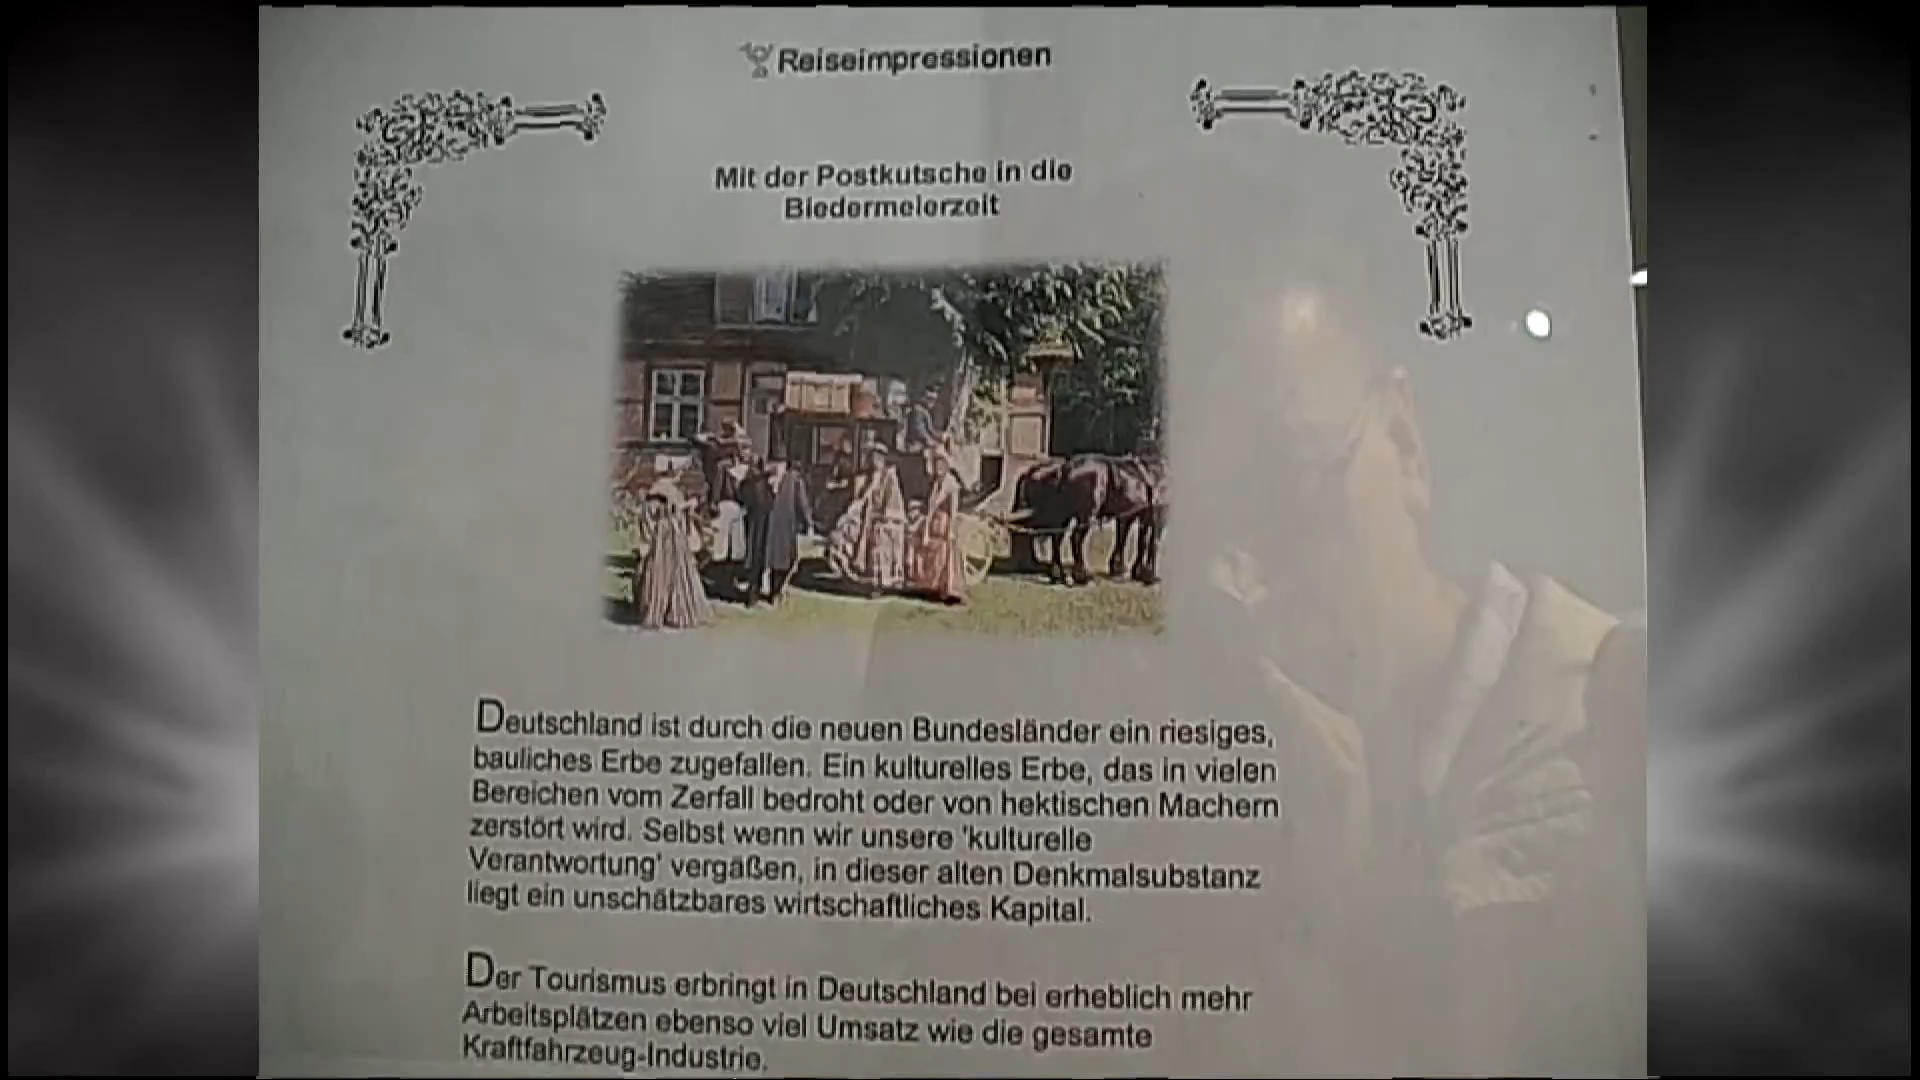 Reiseimpressionen
Mit der Postkutsche in die
Biedermeierzeit
Deutschland ist durch die neuen Bundesländer ein riesiges,
bauliches Erbe zugefallen. Ein kulturelles Erbe, das in vielen
Bereichen vom Zerfall bedroht oder von hektischen Machern
zerstört wird. Selbst wenn wir unsere 'kulturelle
Verantwortung' vergäßen, in dieser alten Denkmalsubstanz
liegt ein unschätzbares wirtschaftliches Kapital.
Der Tourismus erbringt in Deutschland bei erheblich mehr
Arbeitsplätzen ebenso viel Umsatz wie die gesamte
Kraftfahrzeug-Industrie.